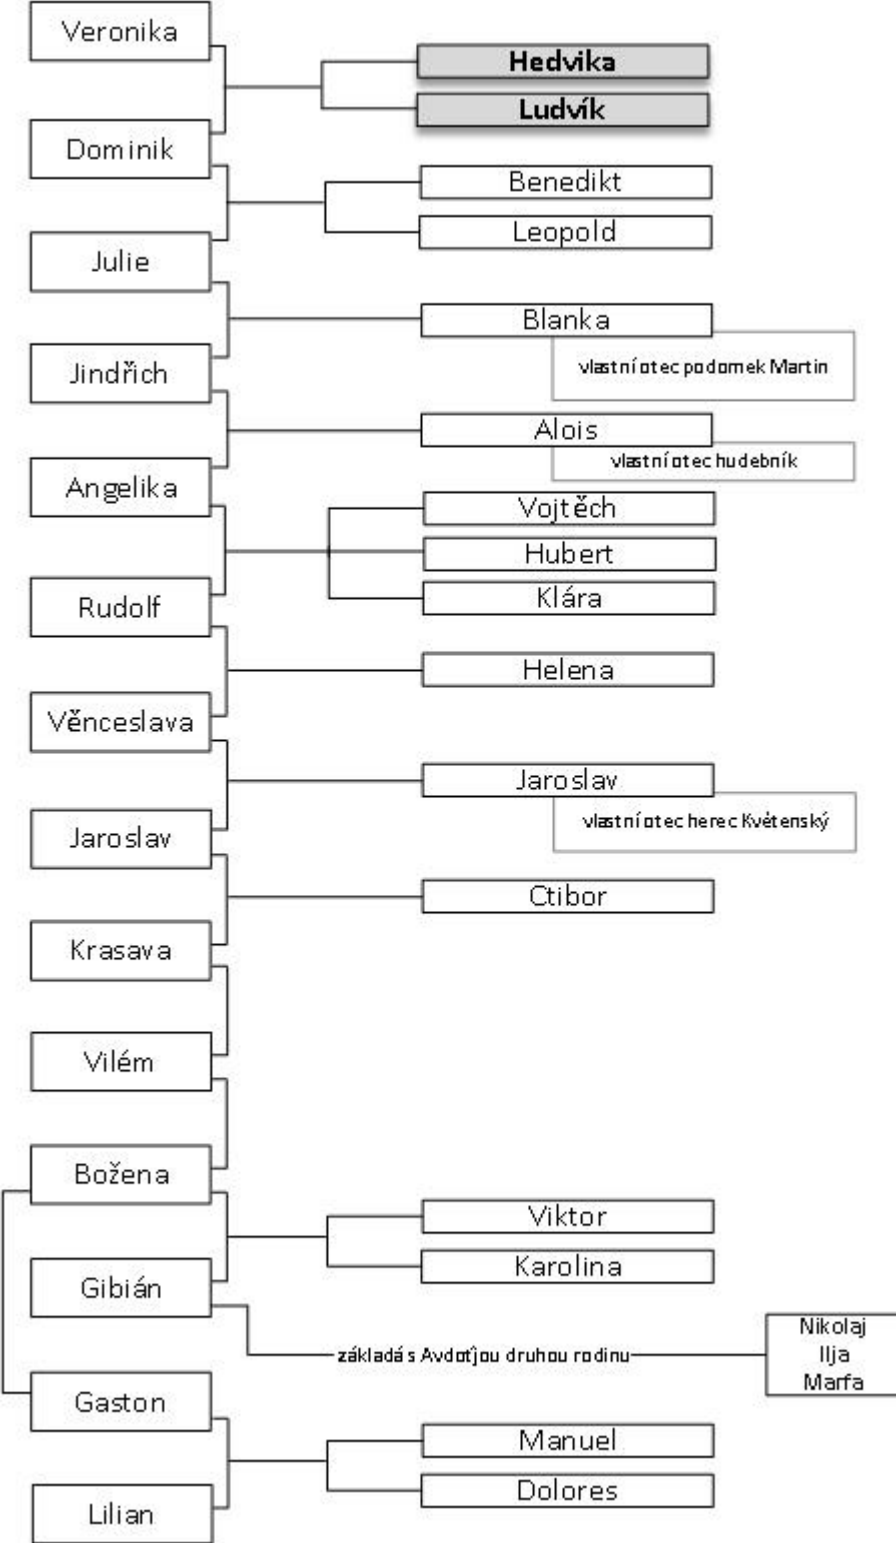 Veronika
Hedvika
Ludvík
Dominik
Benedikt
Leopold
Julie
Blanka
vlastní otec podomek Martin
Jindřich
Alois
vlastní otec hudebník
Angelika
Vojtěch
Hubert
Klára
Rudolf
Helena
Věnceslava
Jaroslav
vlastní otec herec Květenský
Jaroslav
Ctibor
Krasava
Vilém
Božena
Viktor
Karolina
Gibián
základá s Avdoťjou druhou rodinu
Nikolaj
Ilja
Marfa
Gaston
Manuel
Dolores
Lilian